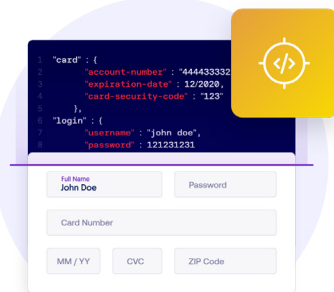 1 "card" : {
2 "account-number" : "444433332
3 "expiration-date" : 12/2020,
4 "card-security-code" : "123"
5 },
6 "login" : {
7 "username" : "john doe",
8 "password" : 121231231
Full Name
John Doe
Password
Card Number
MM / YY
CVC
ZIP Code